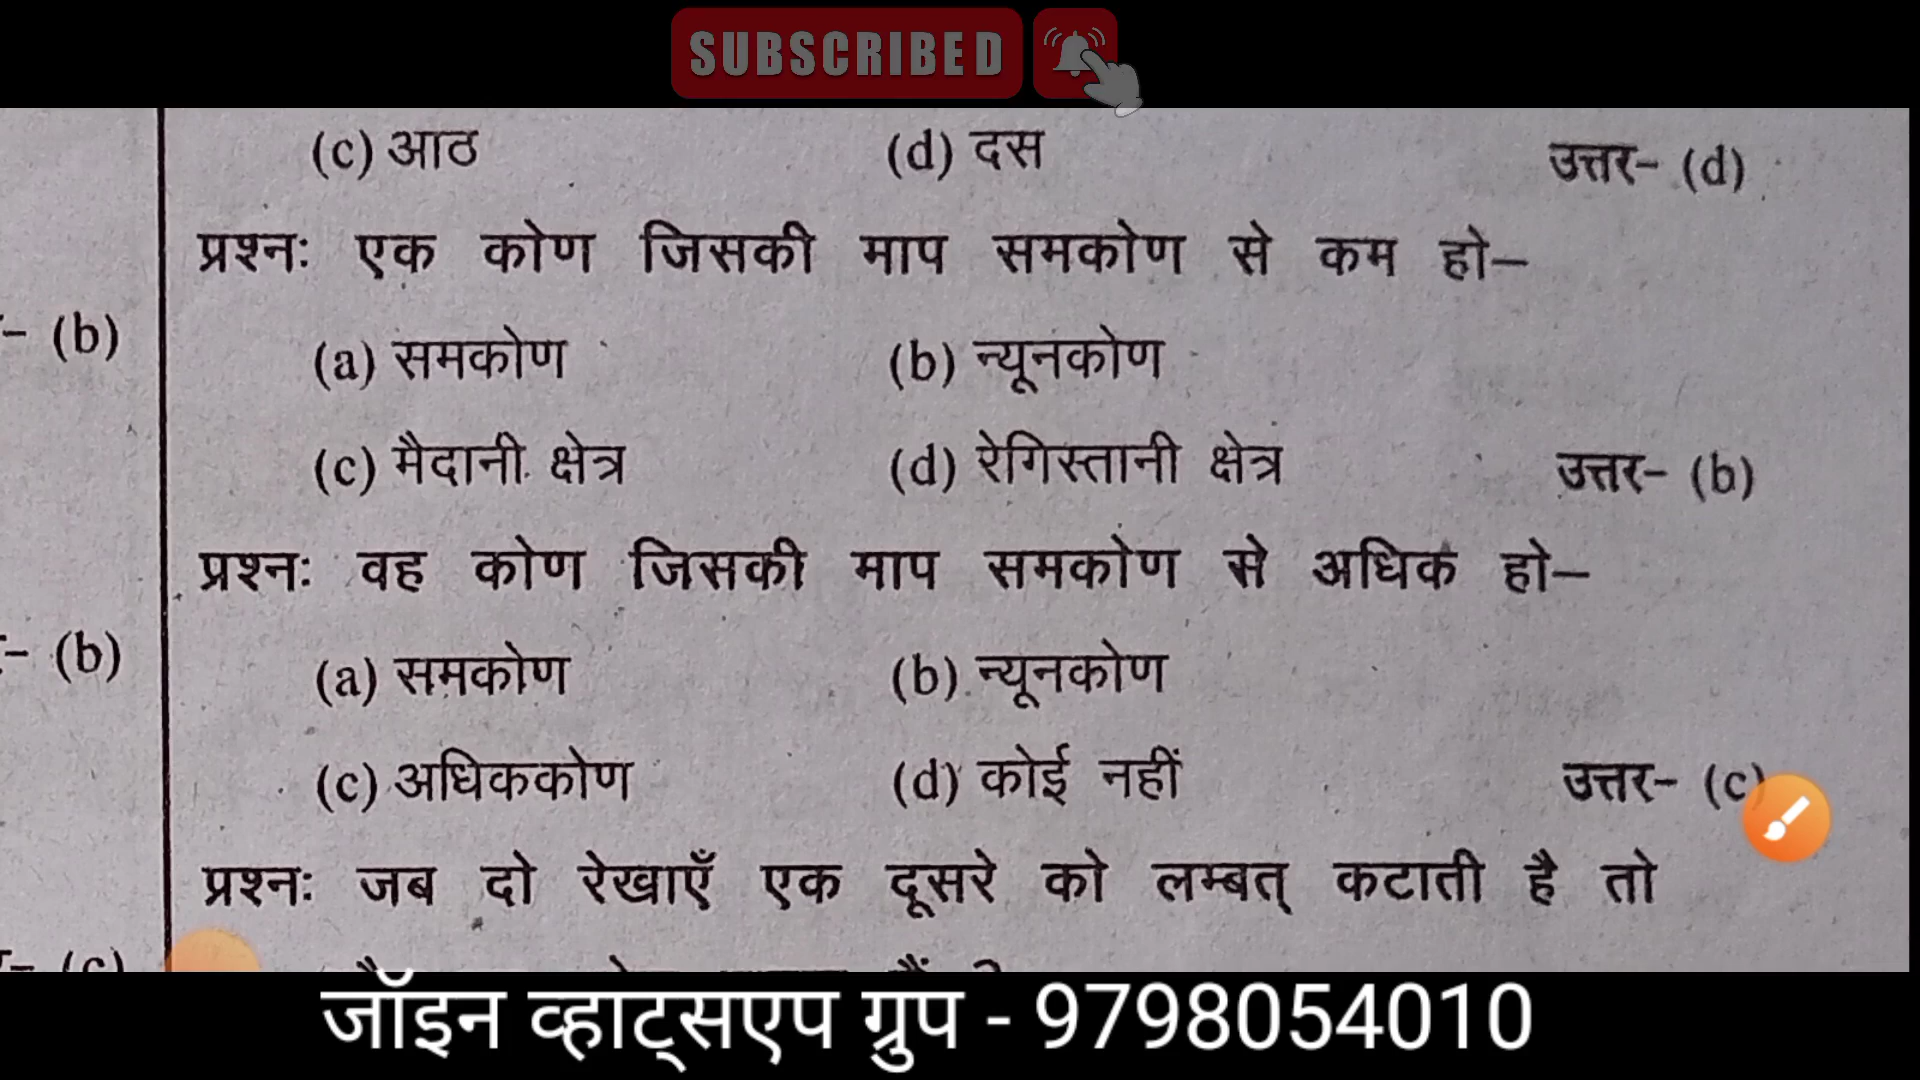 SUBSCRIBED
(c) आठ (d) दस उत्तर- (d)
प्रश्नः एक कोण जिसकी माप समकोण से कम हो–
- (b)
(a) समकोण (b) न्यूनकोण
(c) मैदानी क्षेत्र (d) रेगिस्तानी क्षेत्र उत्तर- (b)
प्रश्नः वह कोण जिसकी माप समकोण से अधिक हो–
- (b)
(a) समकोण (b) न्यूनकोण
(c) अधिककोण (d) कोई नहीं उत्तर- (c)
प्रश्नः जब दो रेखाएँ एक दूसरे को लम्बत् कटाती है तो
- (c)
जॉइन व्हाट्सएप ग्रुप - 9798054010